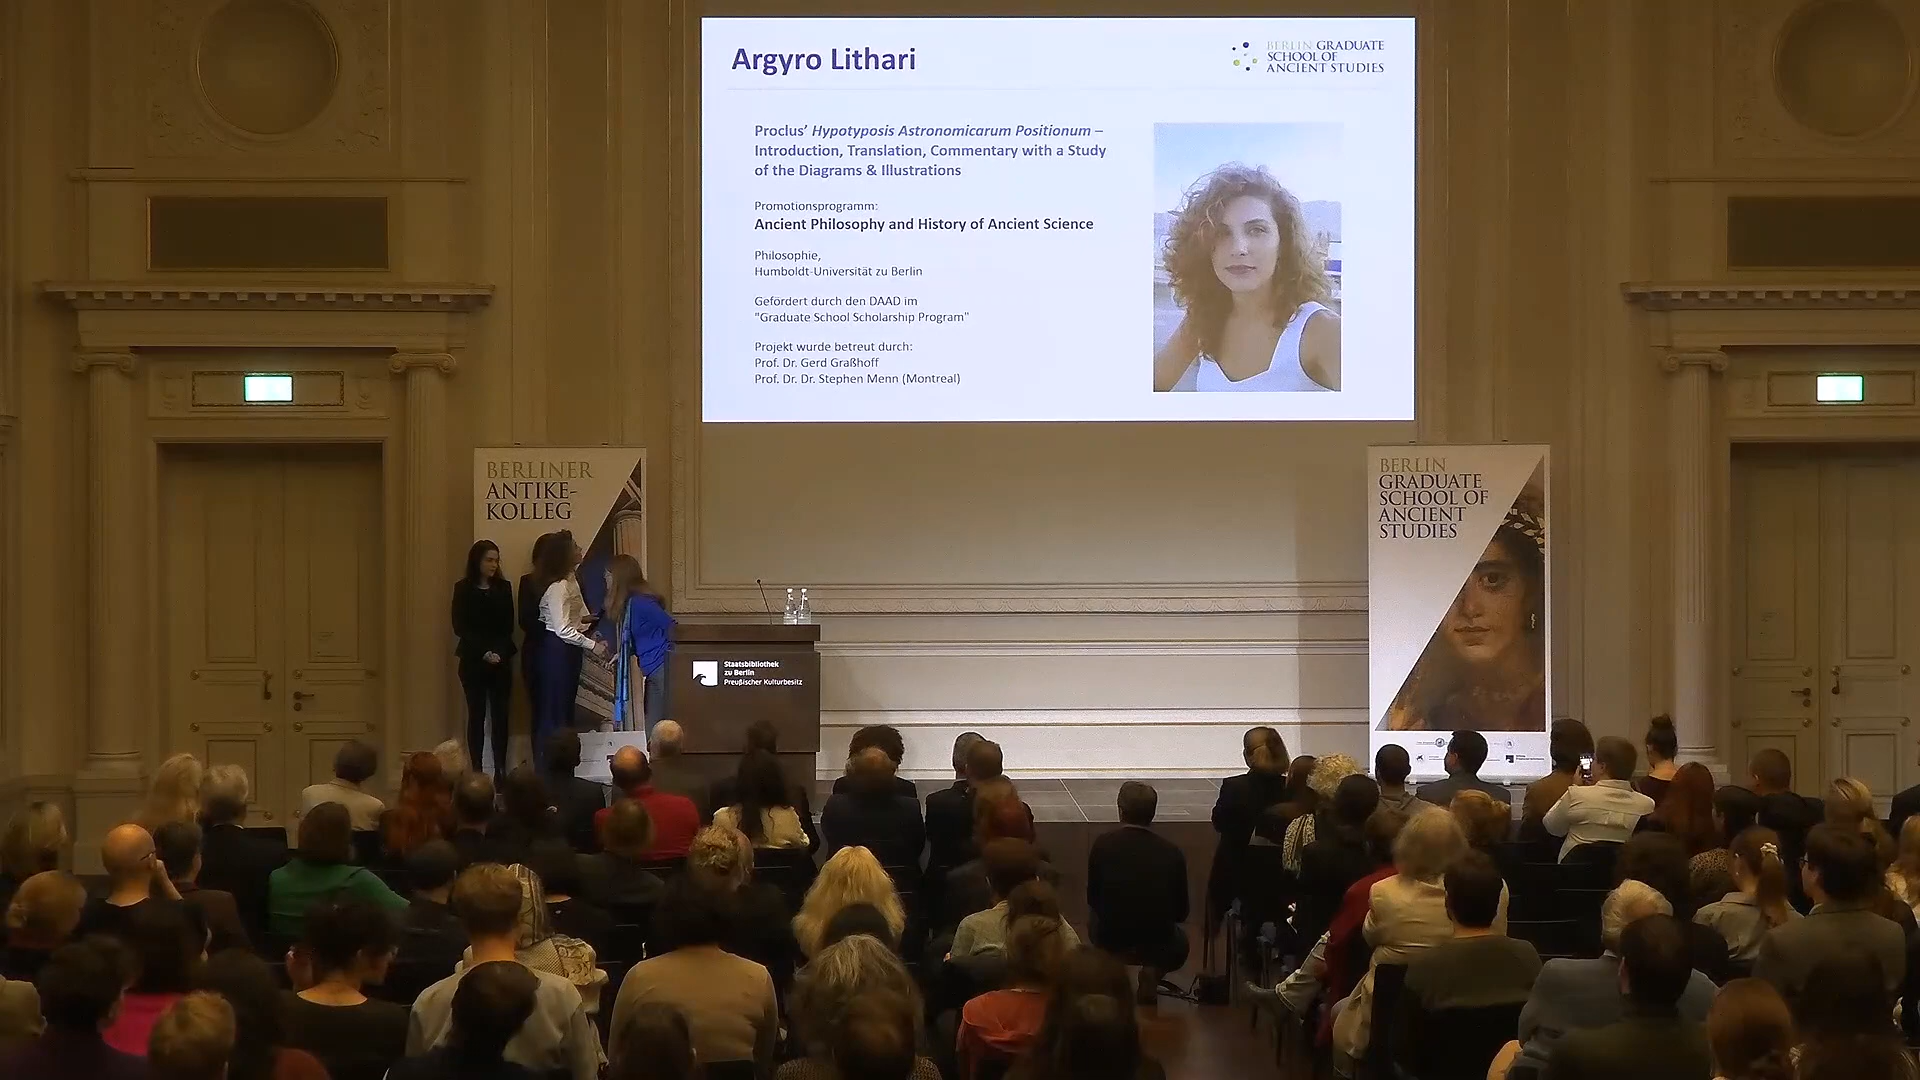 Argyro Lithari
BERLIN GRADUATE
SCHOOL OF
ANCIENT STUDIES
Proclus’ Hypotyposis Astronomicarum Positionum –
Introduction, Translation, Commentary with a Study
of the Diagrams & Illustrations
Promotionsprogramm:
Ancient Philosophy and History of Ancient Science
Philosophie,
Humboldt-Universität zu Berlin
Gefördert durch den DAAD im
"Graduate School Scholarship Program"
Projekt wurde betreut durch:
Prof. Dr. Gerd Graßhoff
Prof. Dr. Dr. Stephen Menn (Montreal)
BERLINER
ANTIKE-
KOLLEG
BERLIN
GRADUATE
SCHOOL OF
ANCIENT
STUDIES
Staatsbibliothek
zu Berlin
Preußischer Kulturbesitz